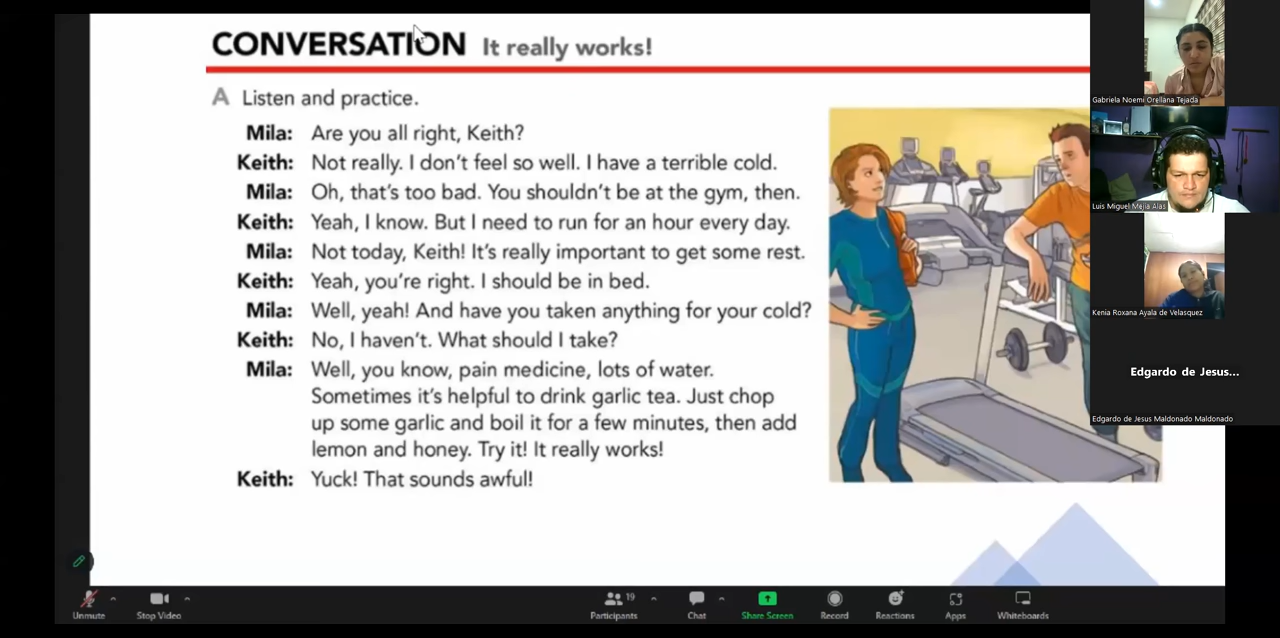 CONVERSATION It really works!
A Listen and practice.
Mila: Are you all right, Keith?
Keith: Not really. I don't feel so well. I have a terrible cold.
Mila: Oh, that's too bad. You shouldn't be at the gym, then.
Keith: Yeah, I know. But I need to run for an hour every day.
Mila: Not today, Keith! It's really important to get some rest.
Keith: Yeah, you're right. I should be in bed.
Mila: Well, yeah! And have you taken anything for your cold?
Keith: No, I haven't. What should I take?
Mila: Well, you know, pain medicine, lots of water.
Sometimes it's helpful to drink garlic tea. Just chop
up some garlic and boil it for a few minutes, then add
lemon and honey. Try it! It really works!
Keith: Yuck! That sounds awful!
Gabriela Noemi Orellana Tejada
Luis Miguel Mejia Alas
Kenia Roxana Ayala de Velasquez
Edgardo de Jesus...
Edgardo de Jesus Maldonado Maldonado
Unmute
Stop Video
19
Participants
Chat
Share Screen
Record
Reactions
Apps
Whiteboards